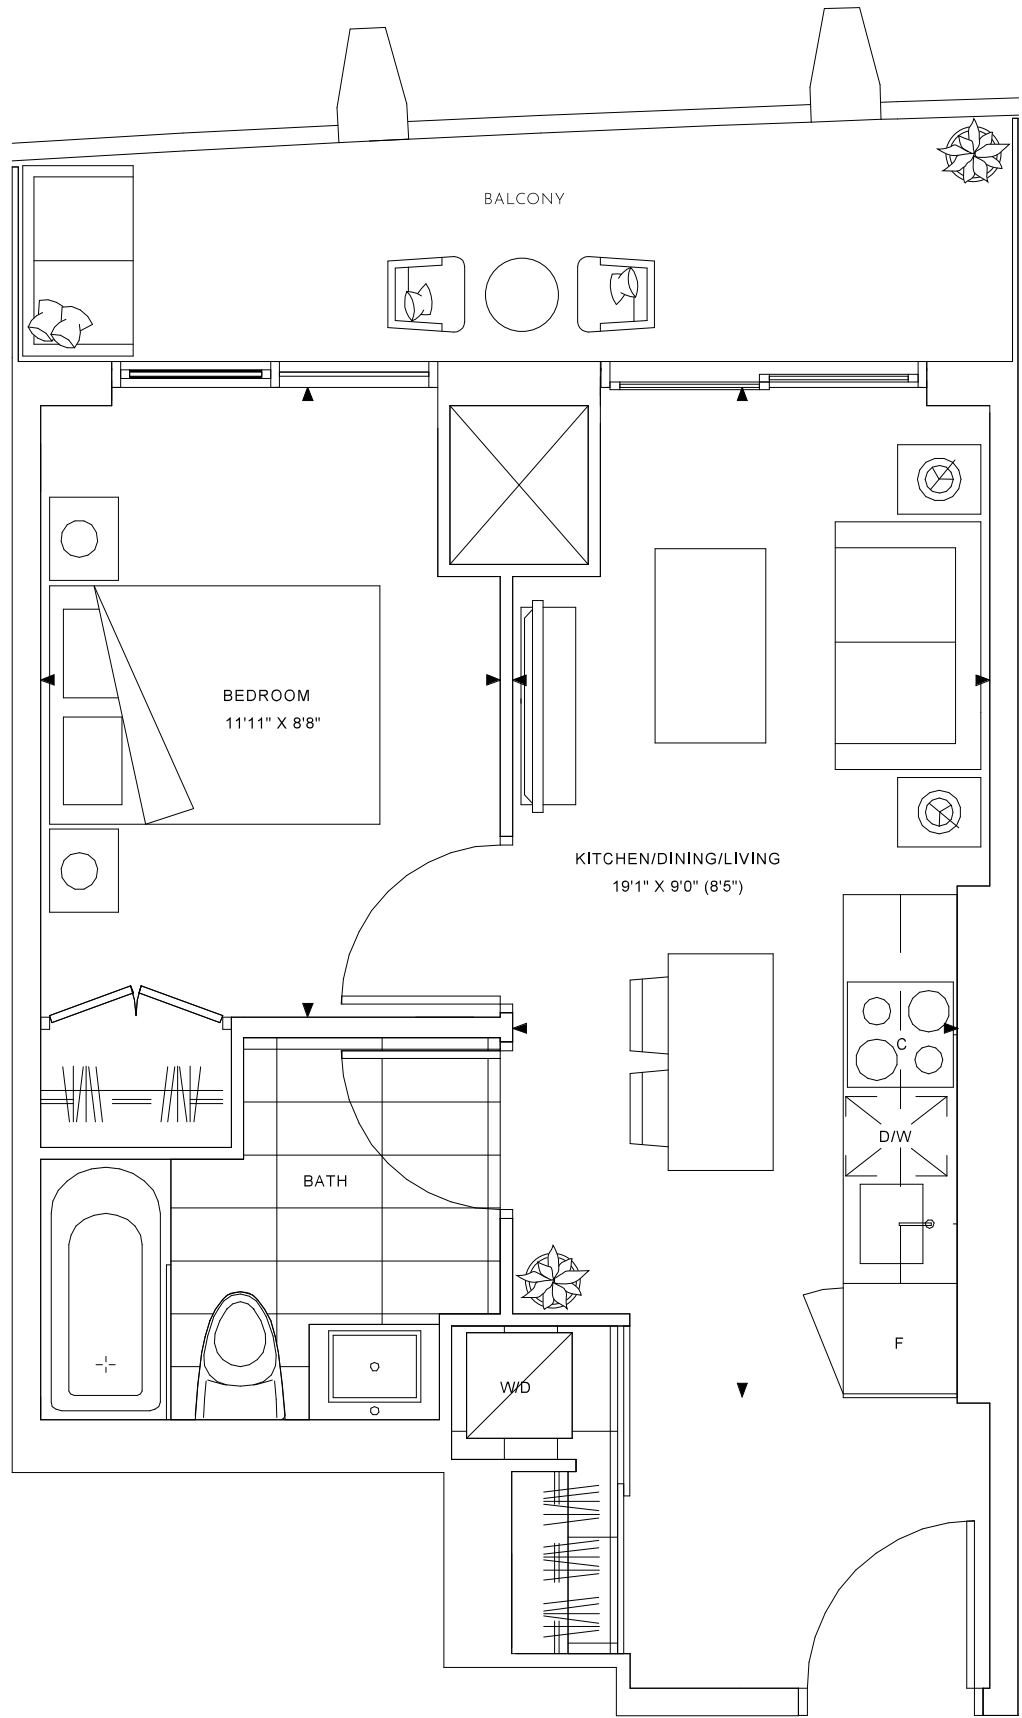 BALCONY
BEDROOM
11'11" X 8'8"
KITCHEN/DINING/LIVING
19'1" X 9'0" (8'5")
C
D/W
BATH
F
W/D